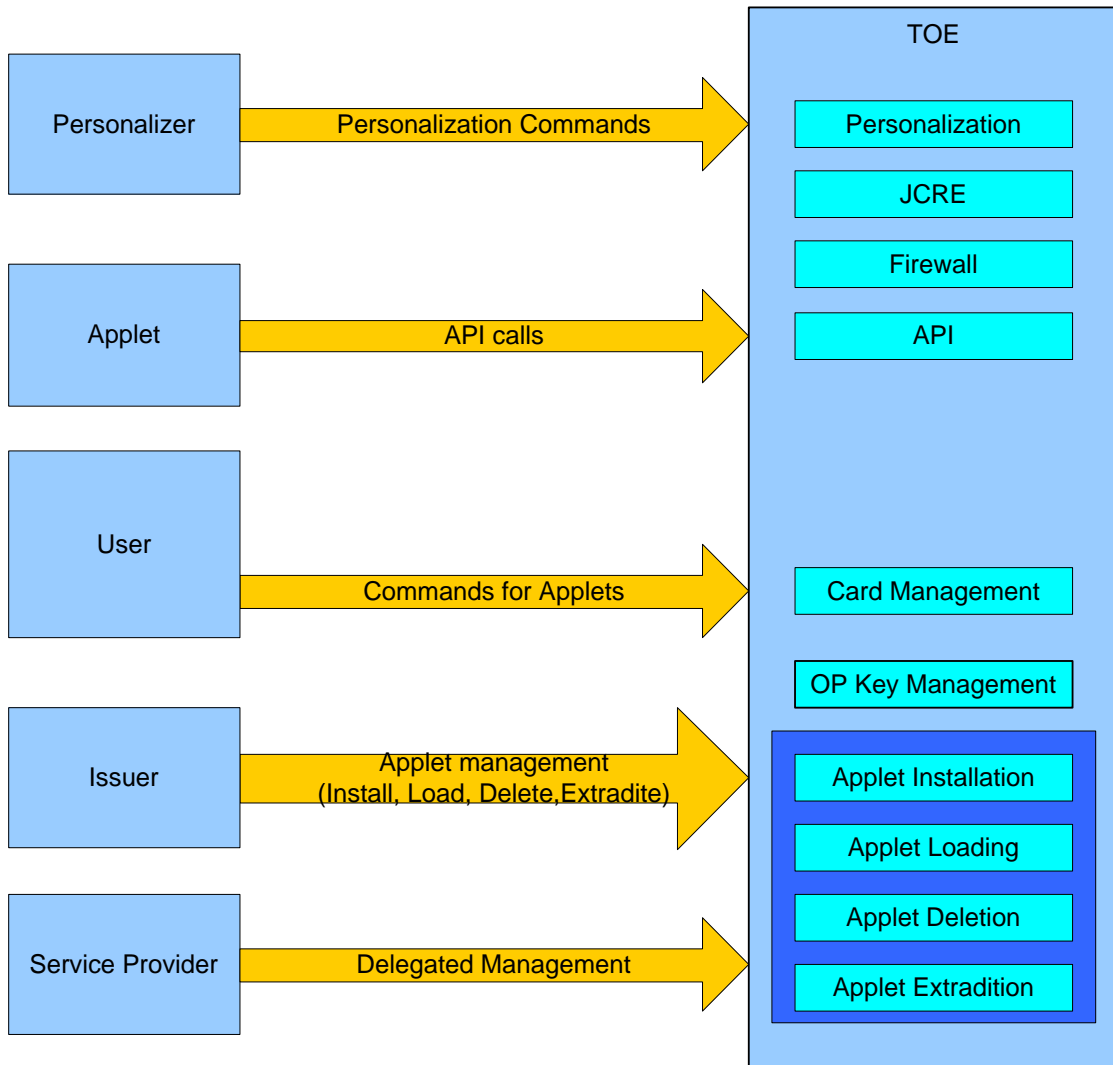 TOE
Personalizer
Personalization Commands
Personalization
JCRE
Firewall
Applet
API calls
API
User
Commands for Applets
Card Management
OP Key Management
Issuer
Applet management
(Install, Load, Delete,Extradite)
Applet Installation
Applet Loading
Applet Deletion
Service Provider
Delegated Management
Applet Extradition